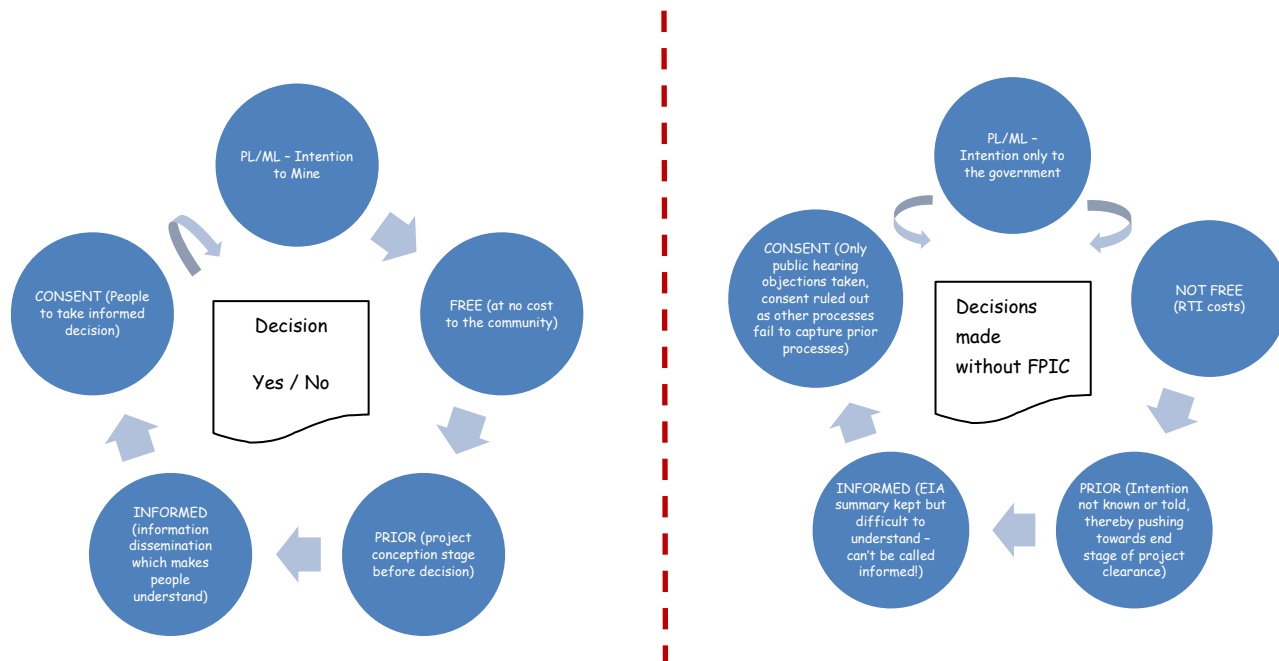 PL/ML – Intention
to Mine
FREE (at no cost
to the community)
PRIOR (project
conception stage
before decision)
INFORMED
(information
dissemination
which makes
people
understand)
CONSENT (People
to take informed
decision)
Decision
Yes / No
PL/ML –
Intention only to
the government
NOT FREE
(RTI costs)
PRIOR (Intention
not known or told,
thereby pushing
towards end
stage of project
clearance)
INFORMED (EIA
summary kept but
difficult to
understand –
can't be called
informed!)
CONSENT (Only
public hearing
objections taken,
consent ruled out
as other processes
fail to capture prior
processes)
Decisions
made
without FPIC